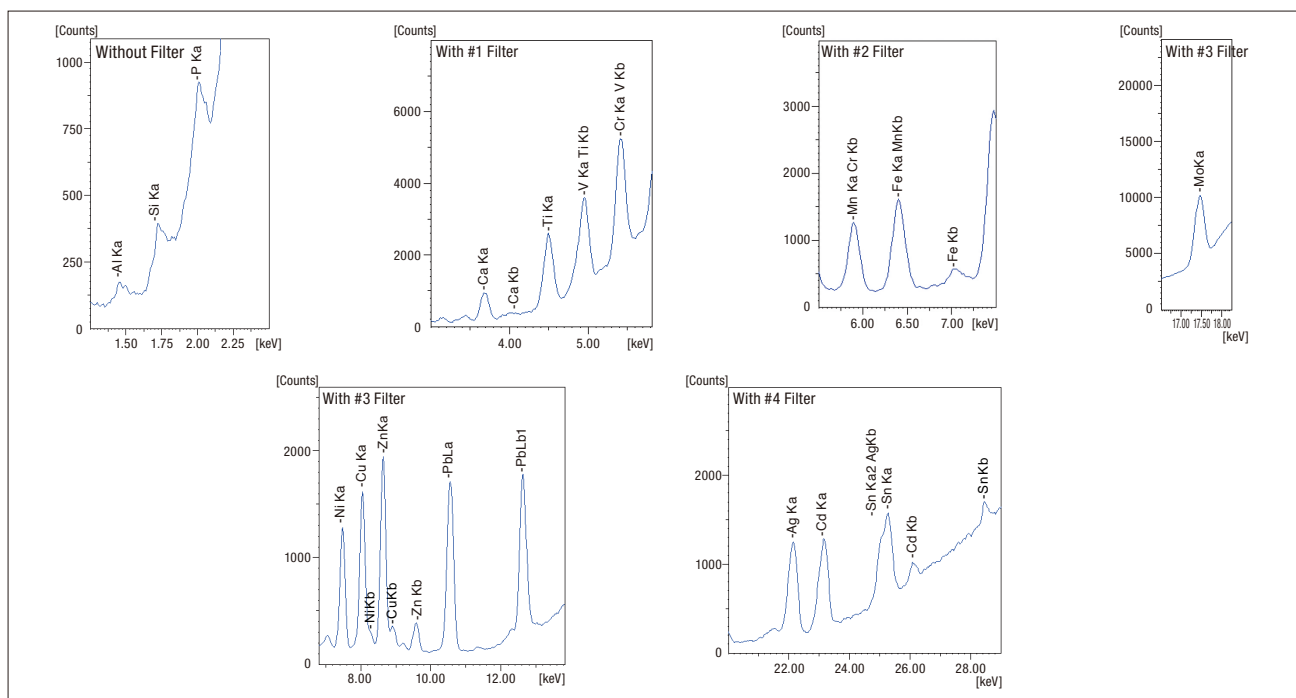 [Counts]
Without Filter
1000
750
500
250
0
Al Ka
Si Ka
P Ka
1.50 1.75 2.00 2.25 [keV]
[Counts]
With #1 Filter
6000
4000
2000
0
Ca Ka
Ca Kb
Ti Ka
V Ka Ti Kb
Cr Ka V Kb
4.00 5.00 [keV]
[Counts]
With #2 Filter
3000
2000
1000
0
Mn Ka Cr Kb
Fe Ka MnKb
Fe Kb
6.00 6.50 7.00 [keV]
[Counts]
With #3 Filter
20000
15000
10000
5000
0
MoKa
17.00 17.50 18.00
[keV]
[Counts]
With #3 Filter
2000
1000
0
Ni Ka
Cu Ka
NiKb
ZnKa
CuKb
Zn Kb
PbLa
PbLb1
8.00 10.00 12.00 [keV]
[Counts]
With #4 Filter
2000
1000
0
Ag Ka
Cd Ka
Sn Ka2 AgKb
Sn Ka
Cd Kb
SnKb
22.00 24.00 26.00 28.00
[keV]